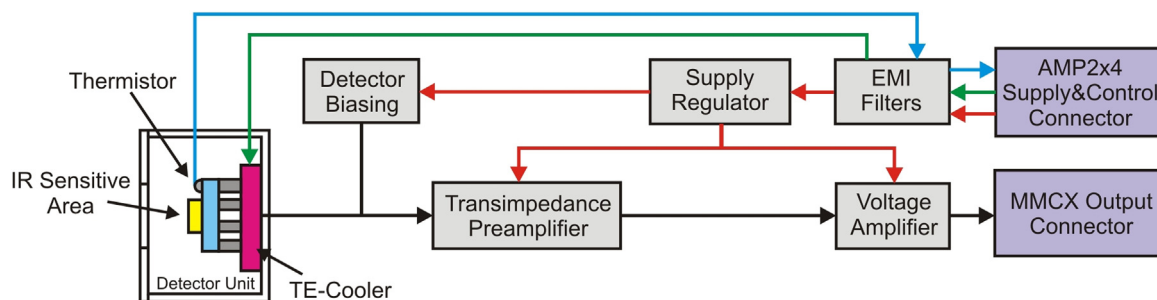 Thermistor
IR Sensitive
Area
Detector Unit
TE-Cooler
Detector
Biasing
Supply
Regulator
EMI
Filters
AMP2x4
Supply&Control
Connector
Transimpedance
Preamplifier
Voltage
Amplifier
MMCX Output
Connector